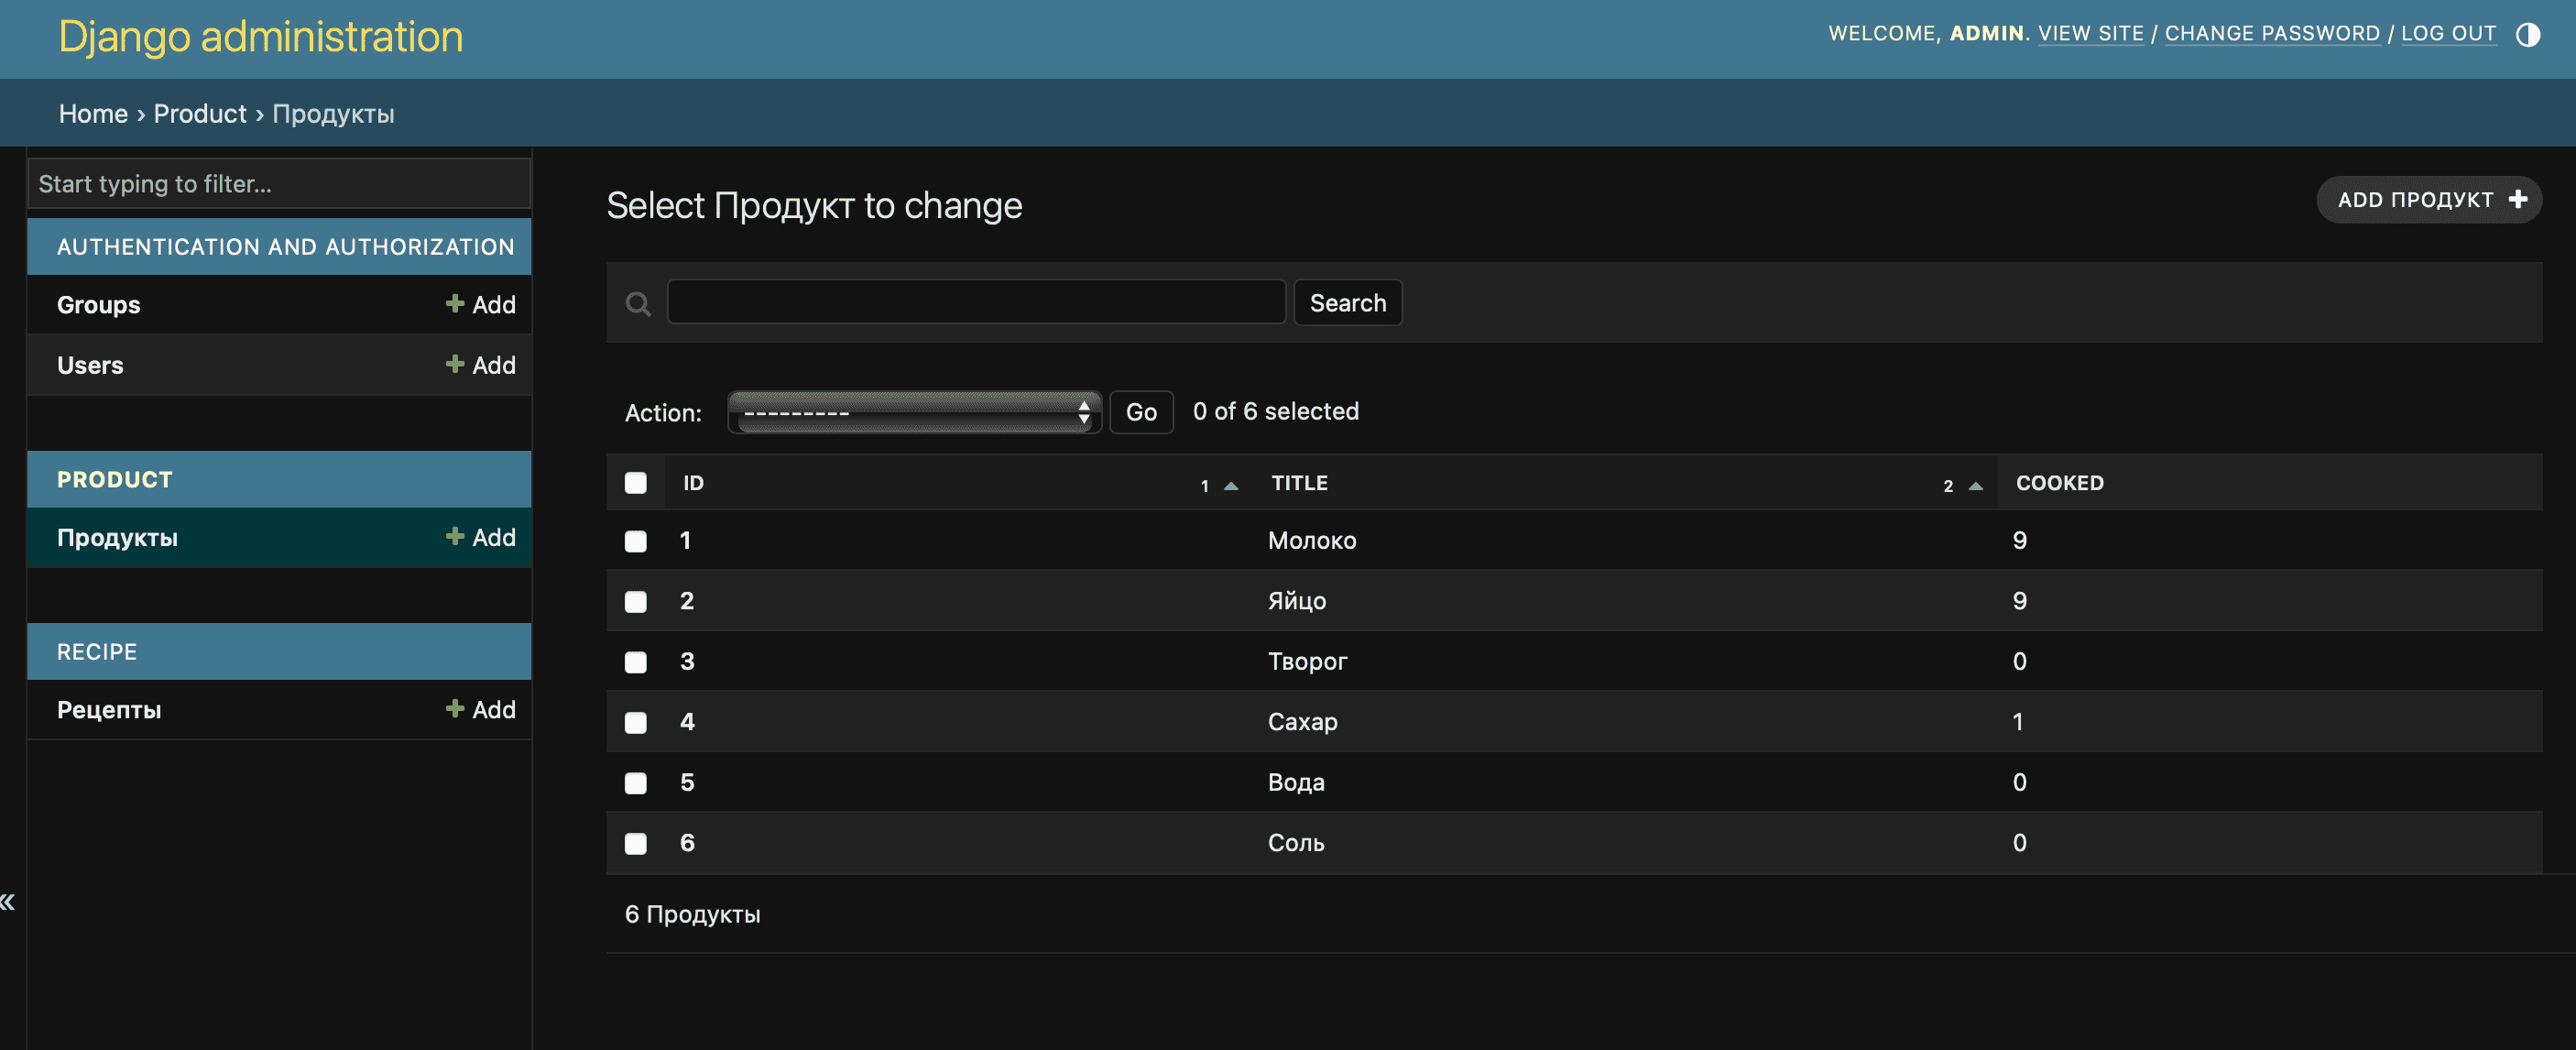 Django administration
WELCOME, ADMIN. VIEW SITE / CHANGE PASSWORD / LOG OUT
Home › Product › Продукты
Start typing to filter...
AUTHENTICATION AND AUTHORIZATION
Groups + Add
Users + Add
PRODUCT
Продукты + Add
RECIPE
Рецепты + Add
«
Select Продукт to change
ADD ПРОДУКТ +
Search
Action: --------- Go 0 of 6 selected
ID 1 TITLE 2 COOKED
1 Молоко 9
2 Яйцо 9
3 Творог 0
4 Сахар 1
5 Вода 0
6 Соль 0
6 Продукты